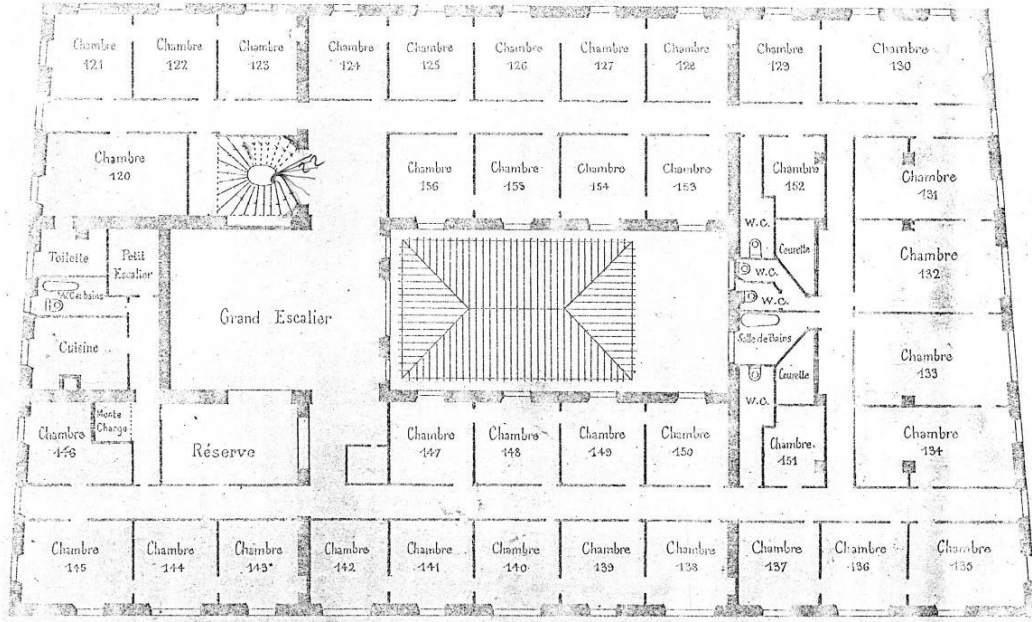 Chambre
121
Chambre
122
Chambre
123
Chambre
124
Chambre
125
Chambre
126
Chambre
127
Chambre
128
Chambre
129
Chambre
130
Chambre
120
Chambre
156
Chambre
155
Chambre
154
Chambre
153
Chambre
152
Chambre
131
W.C.
Courette
Toilette
Petit
Escalier
W.C.
Chambre
132
W.C.
Grand Escalier
Salle de Bains
Cuisine
Chambre
133
Courette
W.C.
Monte
Charge
Chambre
146
Réserve
Chambre
147
Chambre
148
Chambre
149
Chambre
150
Chambre
151
Chambre
134
Chambre
145
Chambre
144
Chambre
143
Chambre
142
Chambre
141
Chambre
140
Chambre
139
Chambre
138
Chambre
137
Chambre
136
Chambre
135